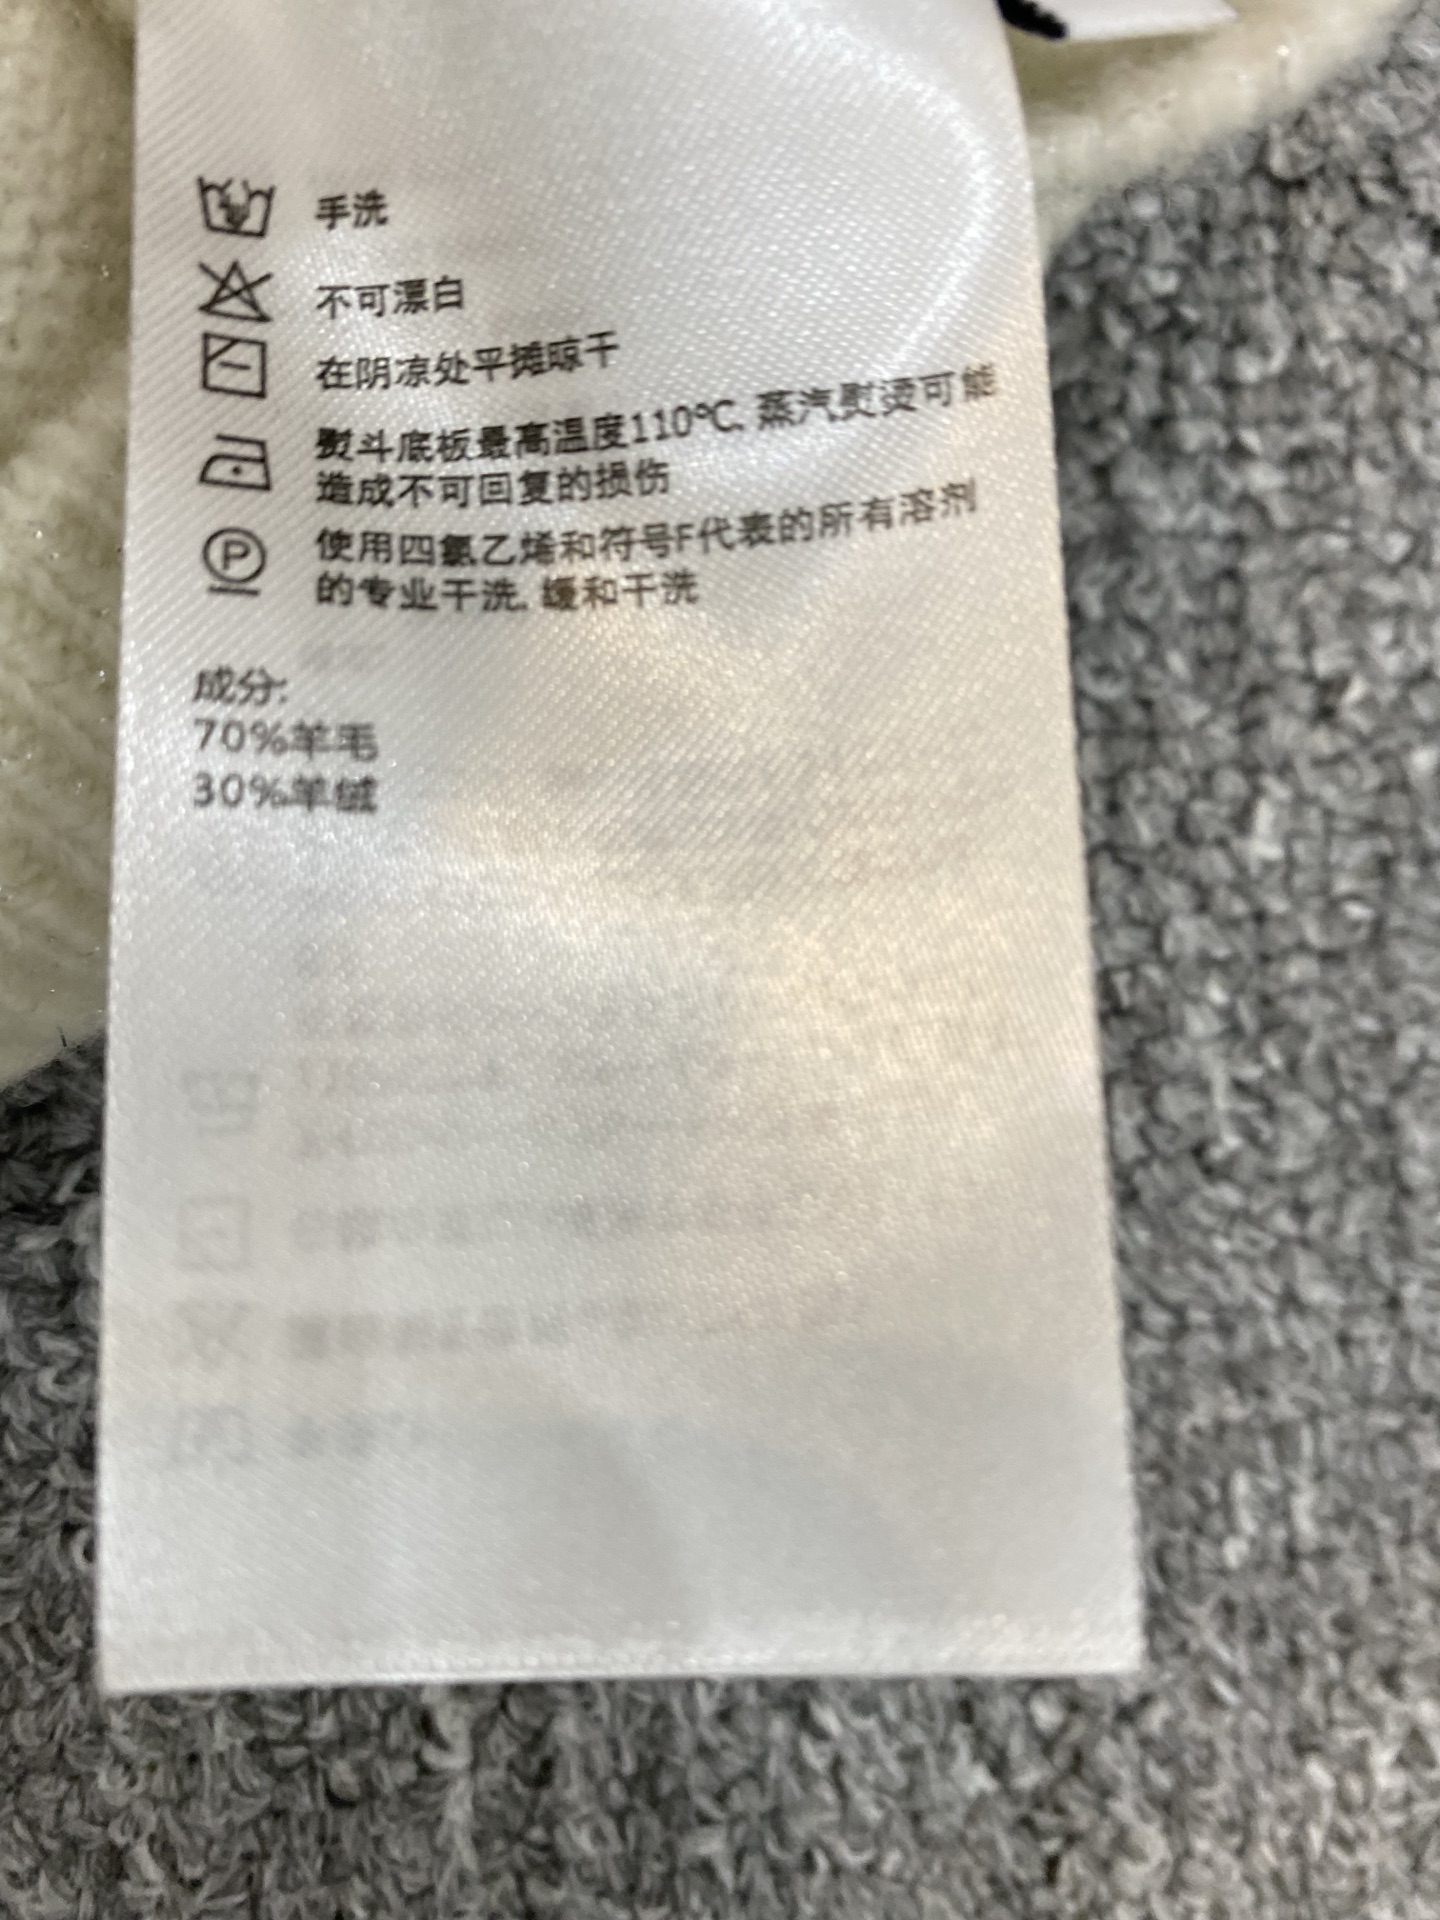 手洗
不可漂白
在阴凉处平摊晾干
熨斗底板最高温度110℃, 蒸汽熨烫可能
造成不可回复的损伤
P
使用四氯乙烯和符号F代表的所有溶剂
的专业干洗, 缓和干洗
成分:
70%羊毛
30%羊绒